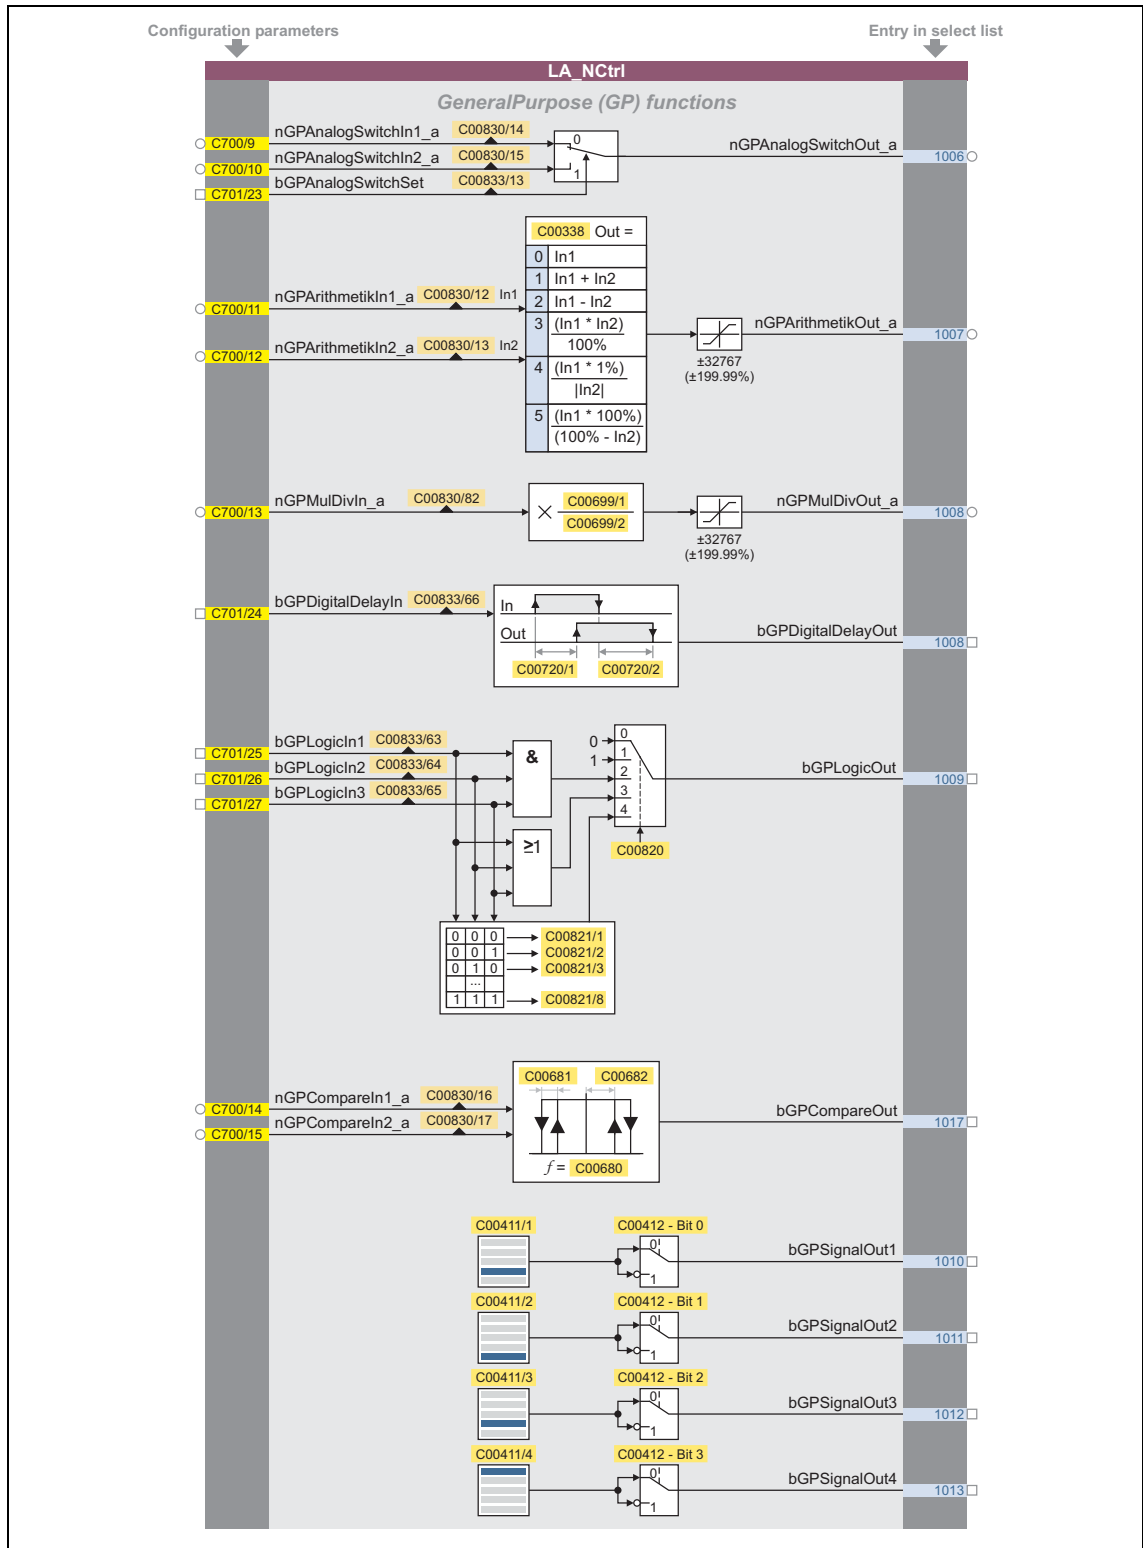 Configuration parameters
Entry in select list
LA_NCtrl
GeneralPurpose (GP) functions
nGPAnalogSwitchIn1_a C00830/14
C700/9
nGPAnalogSwitchIn2_a C00830/15
C700/10
bGPAnalogSwitchSet C00833/13
C701/23
0
1
nGPAnalogSwitchOut_a
1006
C00338 Out =
0 In1
1 In1 + In2
2 In1 - In2
3 (In1 * In2)
100%
4 (In1 * 1%)
|In2|
5 (In1 * 100%)
(100% - In2)
nGPArithmetikIn1_a C00830/12 In1
C700/11
nGPArithmetikIn2_a C00830/13 In2
C700/12
±32767
(±199.99%)
nGPArithmetikOut_a
1007
nGPMulDivIn_a C00830/82
C700/13
× C00699/1
C00699/2
±32767
(±199.99%)
nGPMulDivOut_a
1008
bGPDigitalDelayIn C00833/66
C701/24
In
Out
C00720/1 C00720/2
bGPDigitalDelayOut
1008
bGPLogicIn1 C00833/63
C701/25
bGPLogicIn2 C00833/64
C701/26
bGPLogicIn3 C00833/65
C701/27
&
≥1
0 0
1 1
2
3
4
C00820
bGPLogicOut
1009
0 0 0 C00821/1
0 0 1 C00821/2
0 1 0 C00821/3
...
1 1 1 C00821/8
nGPCompareIn1_a C00830/16
C700/14
nGPCompareIn2_a C00830/17
C700/15
C00681 C00682
f = C00680
bGPCompareOut
1017
C00411/1 C00412 - Bit 0
0
1
bGPSignalOut1
1010
C00411/2 C00412 - Bit 1
0
1
bGPSignalOut2
1011
C00411/3 C00412 - Bit 2
0
1
bGPSignalOut3
1012
C00411/4 C00412 - Bit 3
0
1
bGPSignalOut4
1013